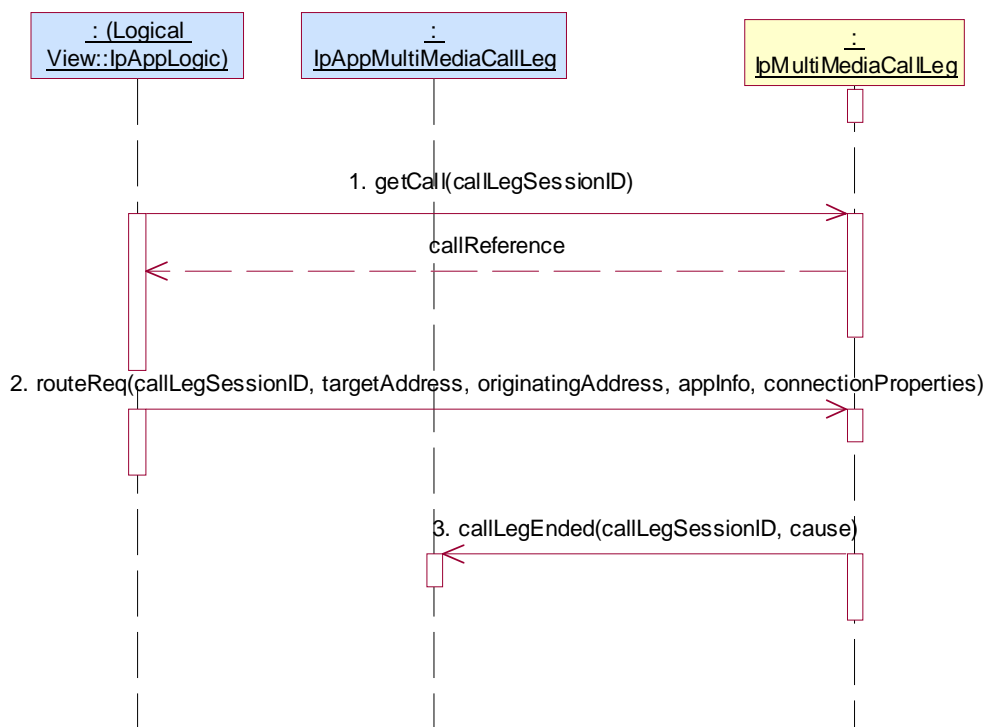 : (Logical
View::IpAppLogic)
:
IpAppMultiMediaCallLeg
:
IpMultiMediaCallLeg
1. getCall(callLegSessionID)
callReference
2. routeReq(callLegSessionID, targetAddress, originatingAddress, appInfo, connectionProperties)
3. callLegEnded(callLegSessionID, cause)